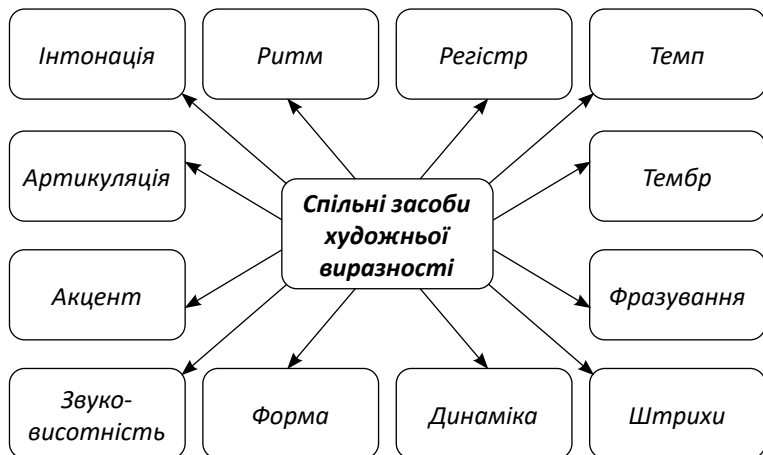 Інтонація
Ритм
Регістр
Темп
Артикуляція
Спільні засоби
художньої
виразності
Тембр
Акцент
Фразування
Звуко-
висотність
Форма
Динаміка
Штрихи